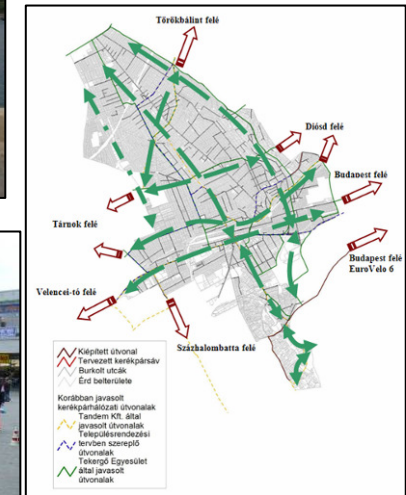 Törökbálint felé
Diósd felé
Budapest felé
Budapest felé
EuroVelo 6
Tárnok felé
Velencei-tó felé
Százhalombatta felé
Kiépített útvonal
Tervezett kerékpársáv
Burkolt utcák
Érd belterülete
Korábban javasolt
kerékpárhálózati útvonalak
Tandem Kft. által
javasolt útvonalak
Településrendezési
tervben szereplő
útvonalak
Tekergő Egyesület
által javasolt
útvonalak